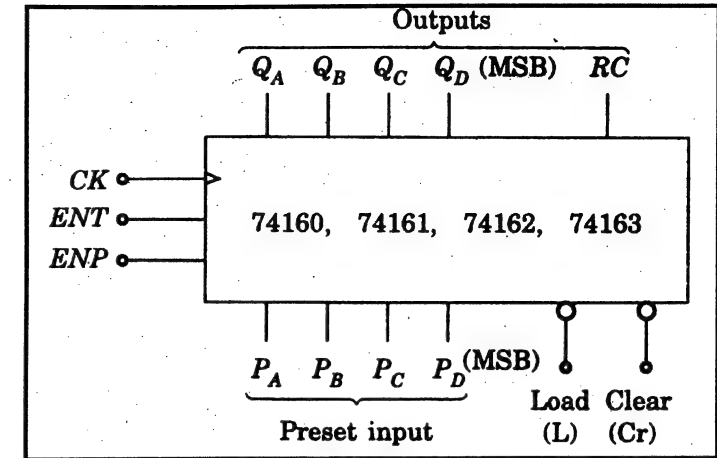 Outputs
Q_A Q_B Q_C Q_D (MSB) RC
CK
ENT
74160, 74161, 74162, 74163
ENP
P_A P_B P_C P_D (MSB)
Load Clear
Preset input (L) (Cr)